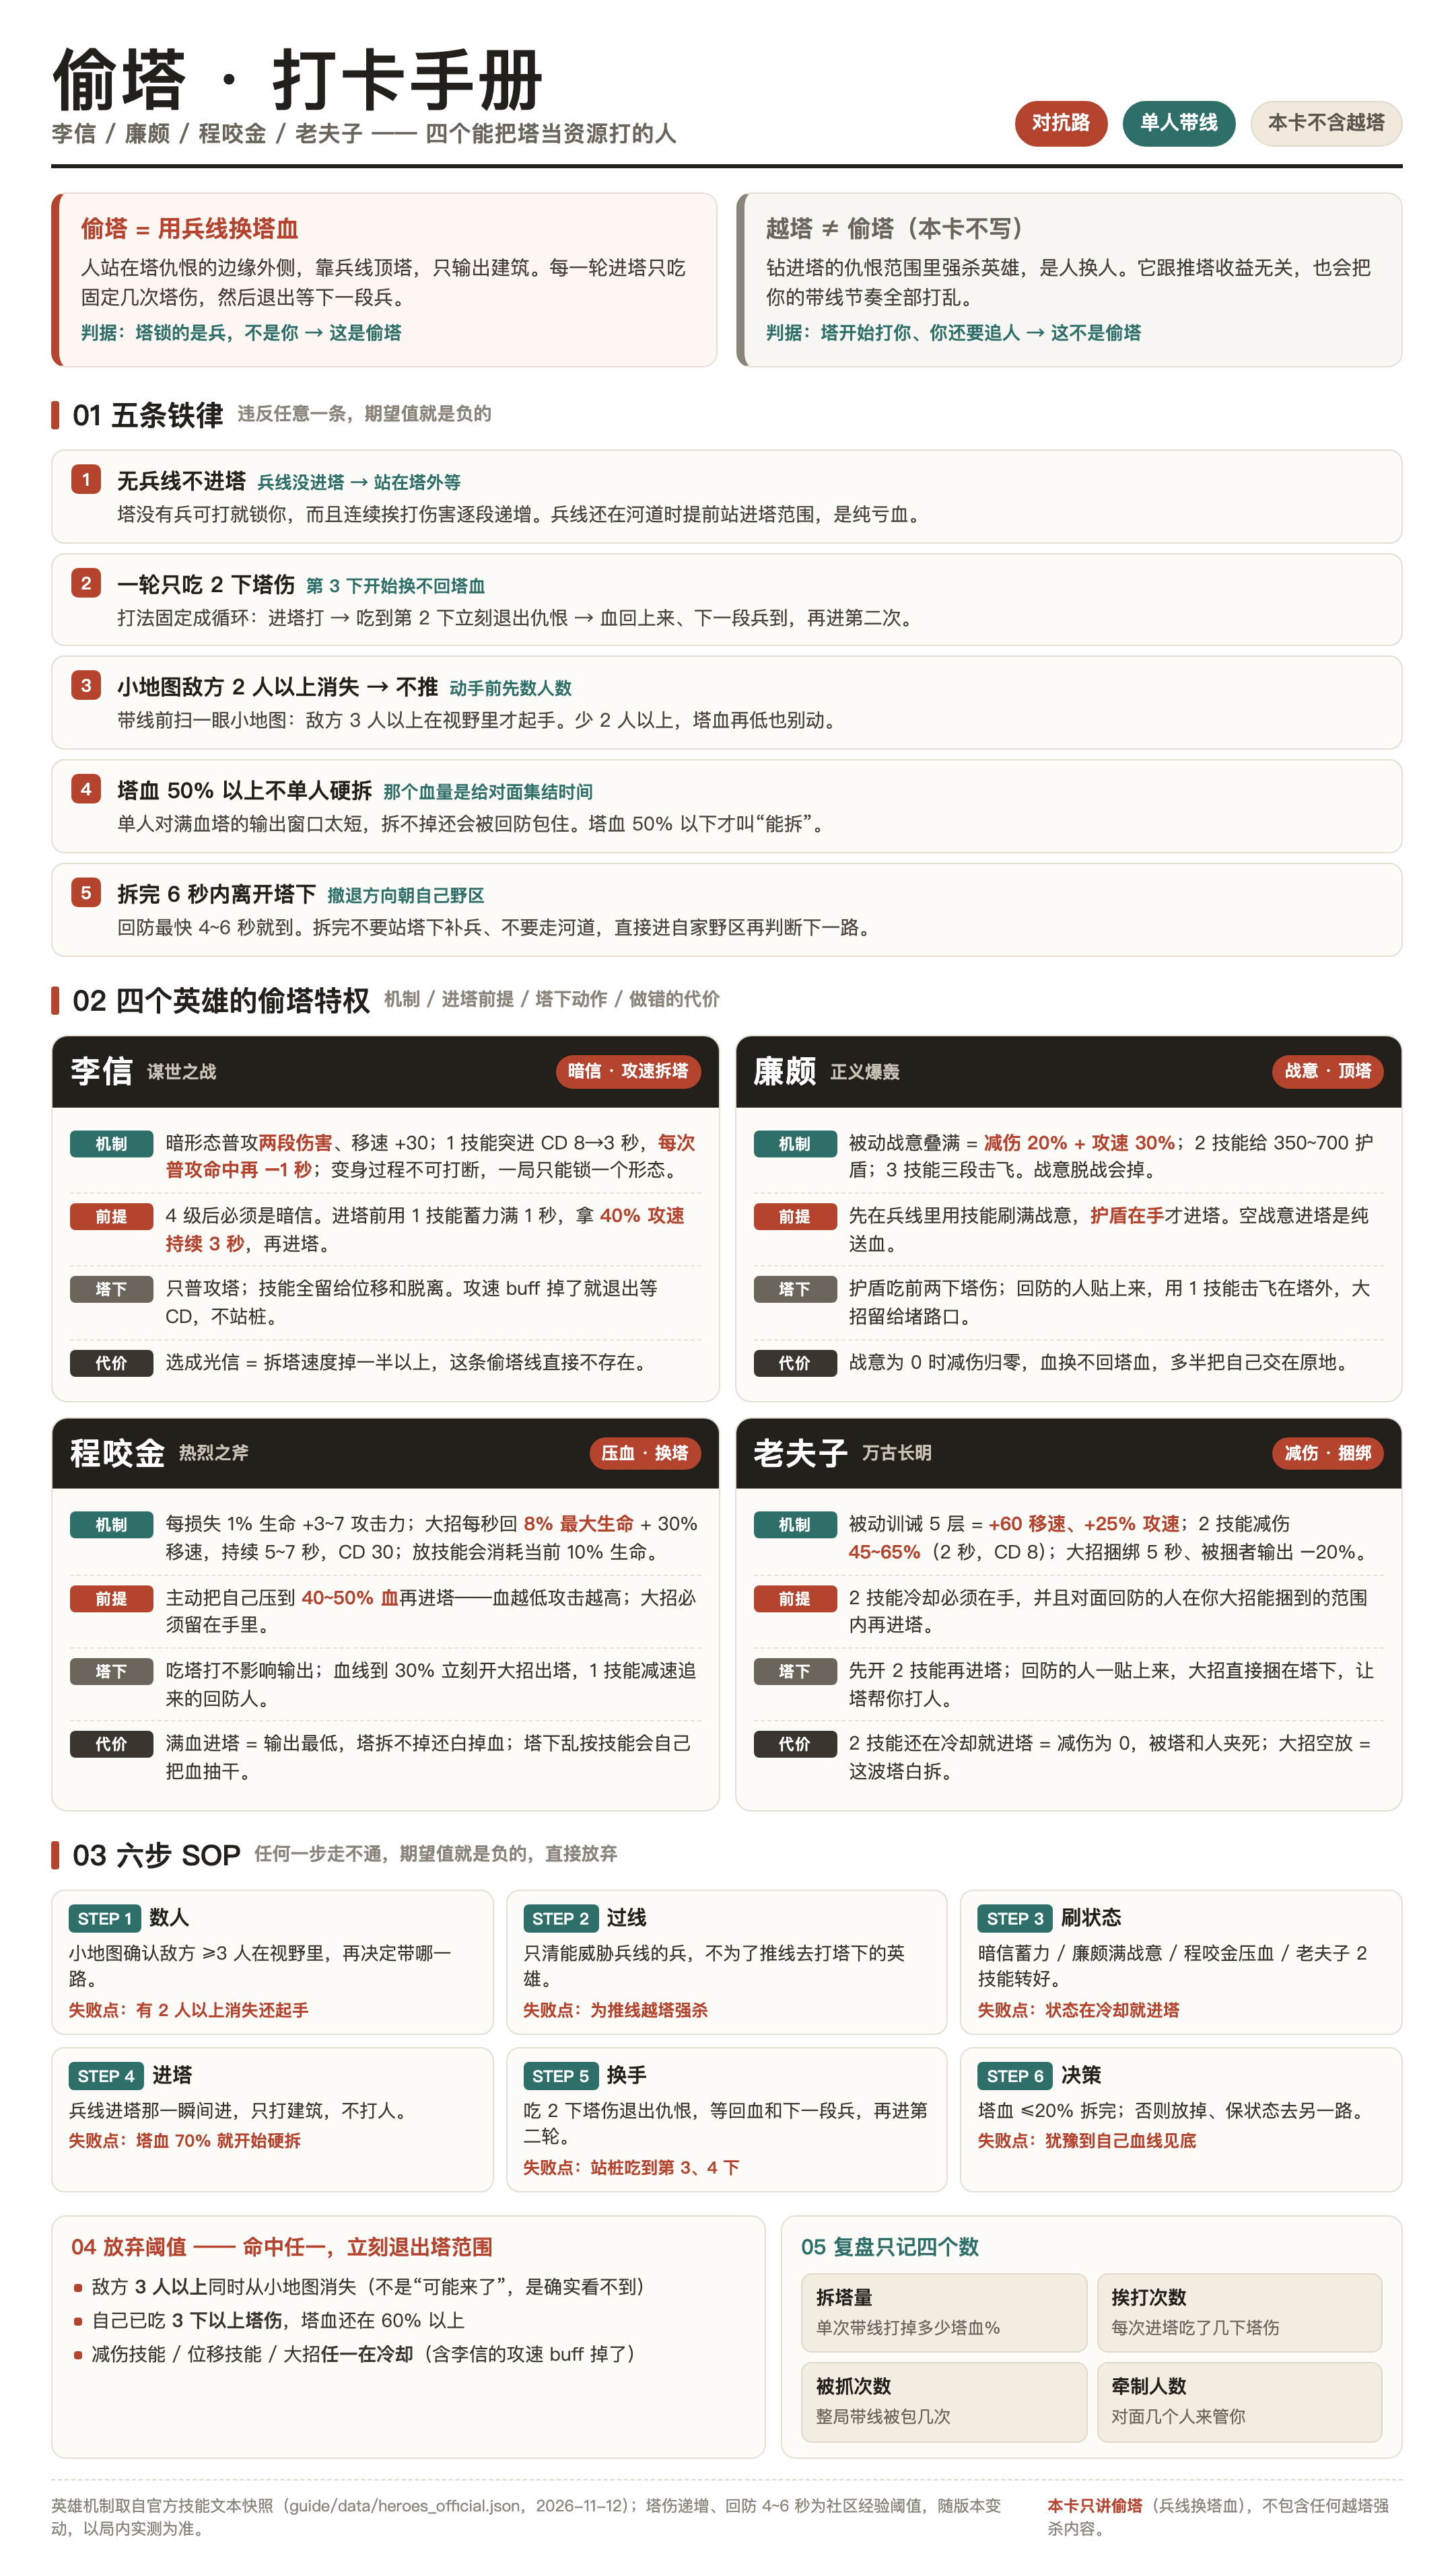 偷塔 · 打卡手册
李信 / 廉颇 / 程咬金 / 老夫子 —— 四个能把塔当资源打的人
对抗路
单人带线
本卡不含越塔
偷塔 = 用兵线换塔血
人站在塔仇恨的边缘外侧，靠兵线顶塔，只输出建筑。每一轮进塔只吃
固定几次塔伤，然后退出等下一段兵。
判据：塔锁的是兵，不是你 → 这是偷塔
越塔 ≠ 偷塔（本卡不写）
钻进塔的仇恨范围里强杀英雄，是人换人。它跟推塔收益无关，也会把
你的带线节奏全部打乱。
判据：塔开始打你、你还要追人 → 这不是偷塔
01 五条铁律 违反任意一条，期望值就是负的
1 无兵线不进塔 兵线没进塔 → 站在塔外等
塔没有兵可打就锁你，而且连续挨打伤害逐段递增。兵线还在河道时提前站进塔范围，是纯亏血。
2 一轮只吃 2 下塔伤 第 3 下开始换不回塔血
打法固定成循环：进塔打 → 吃到第 2 下立刻退出仇恨 → 血回上来、下一段兵到，再进第二次。
3 小地图敌方 2 人以上消失 → 不推 动手前先数人数
带线前扫一眼小地图：敌方 3 人以上在视野里才起手。少 2 人以上，塔血再低也别动。
4 塔血 50% 以上不单人硬拆 那个血量是给对面集结时间
单人对满血塔的输出窗口太短，拆不掉还会被回防包住。塔血 50% 以下才叫“能拆”。
5 拆完 6 秒内离开塔下 撤退方向朝自己野区
回防最快 4~6 秒就到。拆完不要站塔下补兵、不要走河道，直接进自家野区再判断下一路。
02 四个英雄的偷塔特权 机制 / 进塔前提 / 塔下动作 / 做错的代价
李信 谋世之战 暗信 · 攻速拆塔
机制 暗形态普攻两段伤害、移速 +30；1 技能突进 CD 8→3 秒，每次
普攻命中再 −1 秒；变身过程不可打断，一局只能锁一个形态。
前提 4 级后必须是暗信。进塔前用 1 技能蓄力满 1 秒，拿 40% 攻速
持续 3 秒，再进塔。
塔下 只普攻塔；技能全留给位移和脱离。攻速 buff 掉了就退出等
CD，不站桩。
代价 选成光信 = 拆塔速度掉一半以上，这条偷塔线直接不存在。
廉颇 正义爆轰 战意 · 顶塔
机制 被动战意叠满 = 减伤 20% + 攻速 30%；2 技能给 350~700 护
盾；3 技能三段击飞。战意脱战会掉。
前提 先在兵线里用技能刷满战意，护盾在手才进塔。空战意进塔是纯
送血。
塔下 护盾吃前两下塔伤；回防的人贴上来，用 1 技能击飞在塔外，大
招留给堵路口。
代价 战意为 0 时减伤归零，血换不回塔血，多半把自己交在原地。
程咬金 热烈之斧 压血 · 换塔
机制 每损失 1% 生命 +3~7 攻击力；大招每秒回 8% 最大生命 + 30%
移速，持续 5~7 秒，CD 30；放技能会消耗当前 10% 生命。
前提 主动把自己压到 40~50% 血再进塔——血越低攻击越高；大招必
须留在手里。
塔下 吃塔打不影响输出；血线到 30% 立刻开大招出塔，1 技能减速追
来的回防人。
代价 满血进塔 = 输出最低，塔拆不掉还白掉血；塔下乱按技能会自己
把血抽干。
老夫子 万古长明 减伤 · 捆绑
机制 被动训诫 5 层 = +60 移速、+25% 攻速；2 技能减伤
45~65%（2 秒，CD 8）；大招捆绑 5 秒、被捆者输出 −20%。
前提 2 技能冷却必须在手，并且对面回防的人在你大招能捆到的范围
内再进塔。
塔下 先开 2 技能再进塔；回防的人一贴上来，大招直接捆在塔下，让
塔帮你打人。
代价 2 技能还在冷却就进塔 = 减伤为 0，被塔和人夹死；大招空放 =
这波塔白拆。
03 六步 SOP 任何一步走不通，期望值就是负的，直接放弃
STEP 1 数人
小地图确认敌方 ≥3 人在视野里，再决定带哪一
路。
失败点：有 2 人以上消失还起手
STEP 2 过线
只清能威胁兵线的兵，不为了推线去打塔下的英
雄。
失败点：为推线越塔强杀
STEP 3 刷状态
暗信蓄力 / 廉颇满战意 / 程咬金压血 / 老夫子 2
技能转好。
失败点：状态在冷却就进塔
STEP 4 进塔
兵线进塔那一瞬间进，只打建筑，不打人。
失败点：塔血 70% 就开始硬拆
STEP 5 换手
吃 2 下塔伤退出仇恨，等回血和下一段兵，再进第
二轮。
失败点：站桩吃到第 3、4 下
STEP 6 决策
塔血 ≤20% 拆完；否则放掉、保状态去另一路。
失败点：犹豫到自己血线见底
04 放弃阈值 —— 命中任一，立刻退出塔范围
敌方 3 人以上同时从小地图消失（不是“可能来了”，是确实看不到）
自己已吃 3 下以上塔伤，塔血还在 60% 以上
减伤技能 / 位移技能 / 大招任一在冷却（含李信的攻速 buff 掉了）
05 复盘只记四个数
拆塔量
单次带线打掉多少塔血%
挨打次数
每次进塔吃了几下塔伤
被抓次数
整局带线被包几次
牵制人数
对面几个人来管你
英雄机制取自官方技能文本快照（guide/data/heroes_official.json，2026-11-12）；塔伤递增、回防 4~6 秒为社区经验阈值，随版本变
动，以局内实测为准。
本卡只讲偷塔（兵线换塔血），不包含任何越塔强
杀内容。